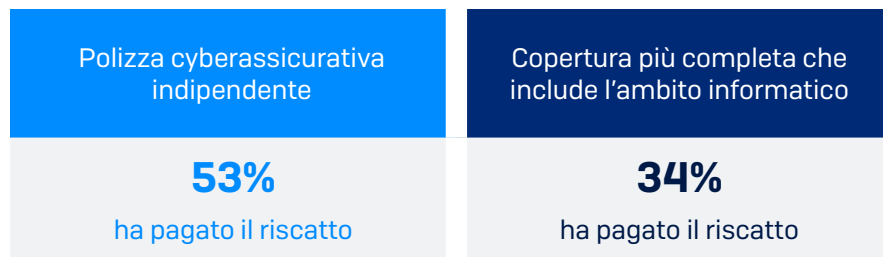 Polizza cyberassicurativa
indipendente
53%
ha pagato il riscatto
Copertura più completa che
include l'ambito informatico
34%
ha pagato il riscatto